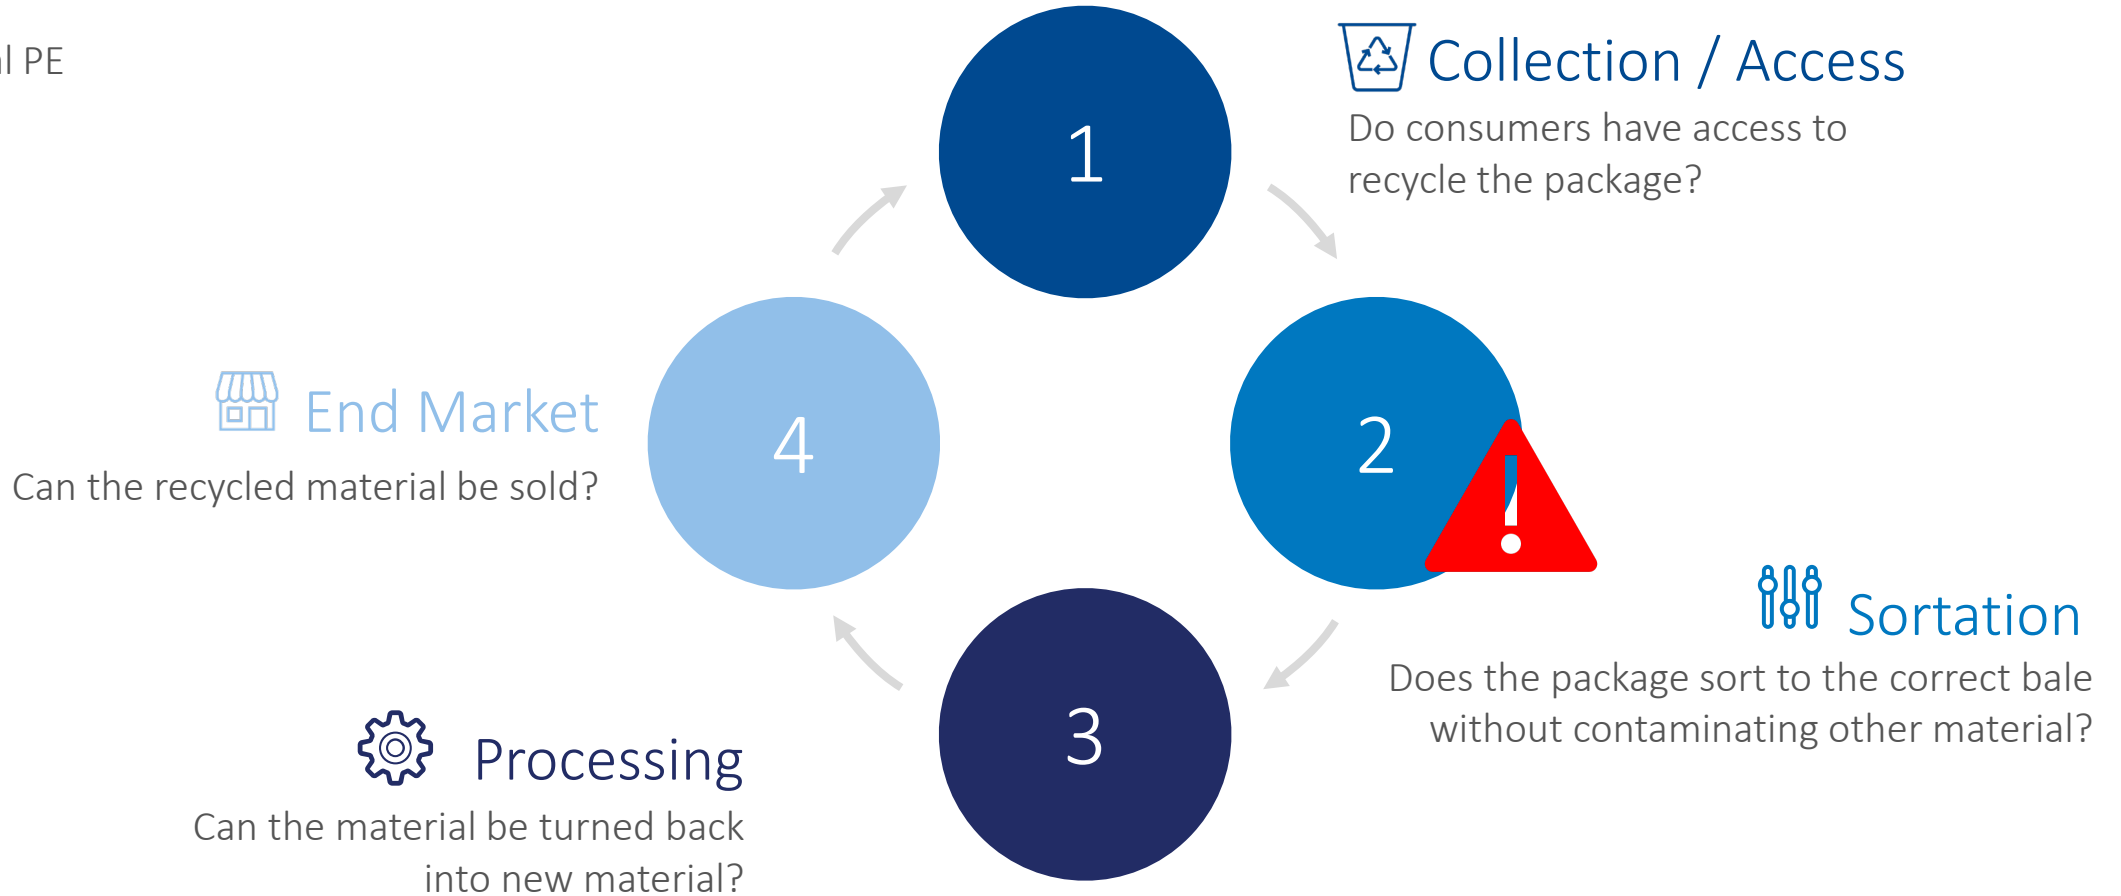 PE
1
Collection / Access
Do consumers have access to
recycle the package?
2
Sortation
Does the package sort to the correct bale
without contaminating other material?
3
Processing
Can the material be turned back
into new material?
4
End Market
Can the recycled material be sold?